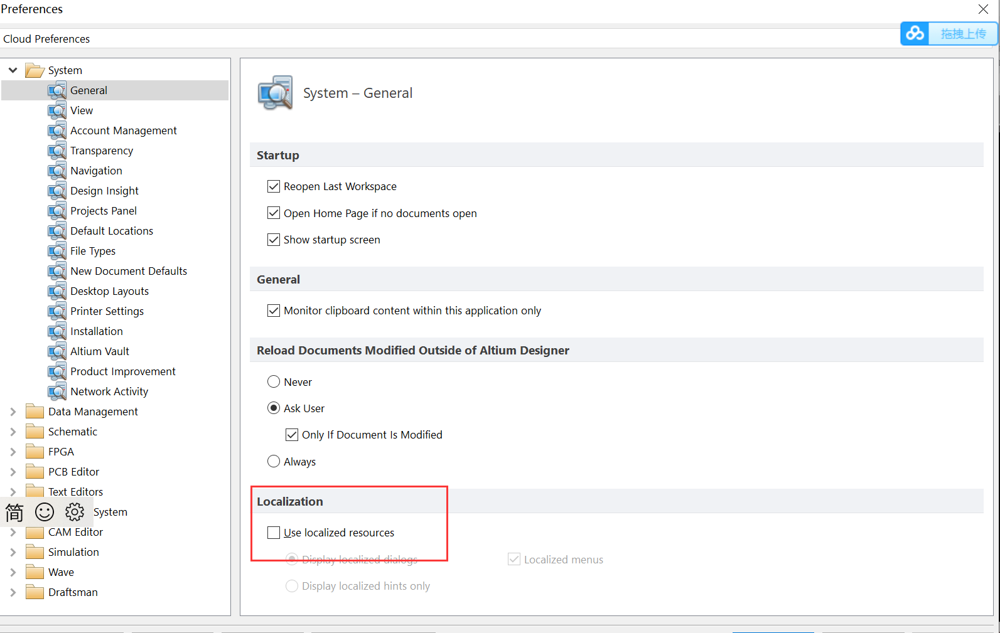 Preferences
Cloud Preferences
拖拽上传
System
General
View
Account Management
Transparency
Navigation
Design Insight
Projects Panel
Default Locations
File Types
New Document Defaults
Desktop Layouts
Printer Settings
Installation
Altium Vault
Product Improvement
Network Activity
Data Management
Schematic
FPGA
PCB Editor
Text Editors
简
System
CAM Editor
Simulation
Wave
Draftsman
System – General
Startup
Reopen Last Workspace
Open Home Page if no documents open
Show startup screen
General
Monitor clipboard content within this application only
Reload Documents Modified Outside of Altium Designer
Never
Ask User
Only If Document Is Modified
Always
Localization
Use localized resources
Display localized dialogs
Localized menus
Display localized hints only